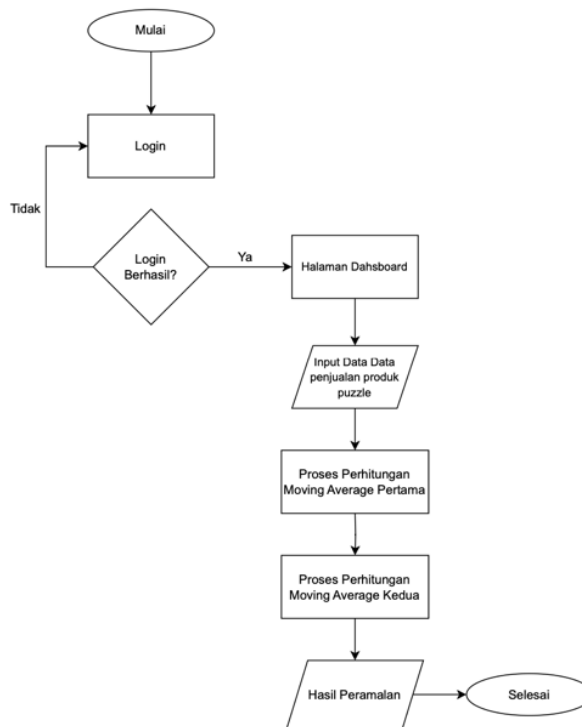 Mulai
Login
Tidak
Login
Berhasil?
Ya
Halaman Dahsboard
Input Data Data
penjualan produk
puzzle
Proses Perhitungan
Moving Average Pertama
Proses Perhitungan
Moving Average Kedua
Hasil Peramalan
Selesai